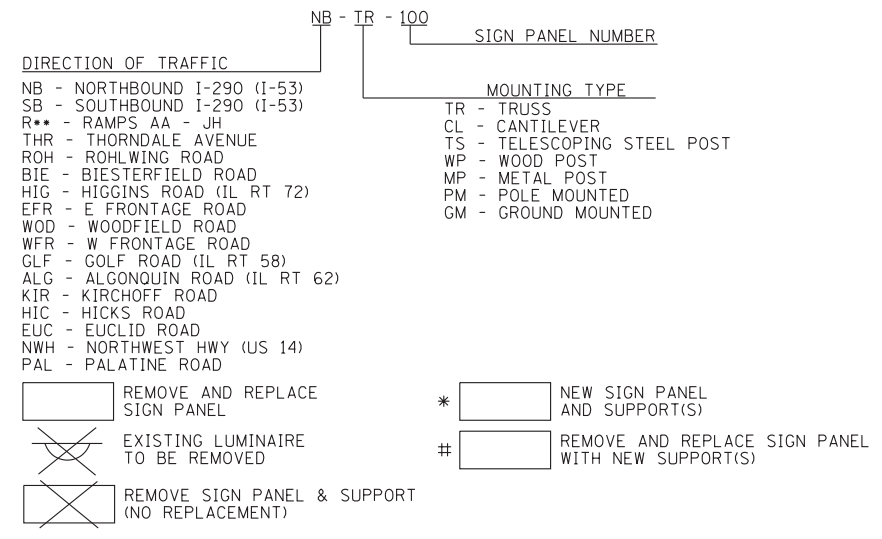 NB - TR - 100
SIGN PANEL NUMBER
DIRECTION OF TRAFFIC
NB - NORTHBOUND I-290 (I-53)
SB - SOUTHBOUND I-290 (I-53)
R** - RAMPS AA - JH
THR - THORNDALE AVENUE
ROH - ROHLWING ROAD
BIE - BIESTERFIELD ROAD
HIG - HIGGINS ROAD (IL RT 72)
EFR - E FRONTAGE ROAD
WOD - WOODFIELD ROAD
WFR - W FRONTAGE ROAD
GLF - GOLF ROAD (IL RT 58)
ALG - ALGONQUIN ROAD (IL RT 62)
KIR - KIRCHOFF ROAD
HIC - HICKS ROAD
EUC - EUCLID ROAD
NWH - NORTHWEST HWY (US 14)
PAL - PALATINE ROAD
MOUNTING TYPE
TR - TRUSS
CL - CANTILEVER
TS - TELESCOPING STEEL POST
WP - WOOD POST
MP - METAL POST
PM - POLE MOUNTED
GM - GROUND MOUNTED
REMOVE AND REPLACE
SIGN PANEL
EXISTING LUMINAIRE
TO BE REMOVED
REMOVE SIGN PANEL & SUPPORT
(NO REPLACEMENT)
* NEW SIGN PANEL
AND SUPPORT(S)
# REMOVE AND REPLACE SIGN PANEL
WITH NEW SUPPORT(S)